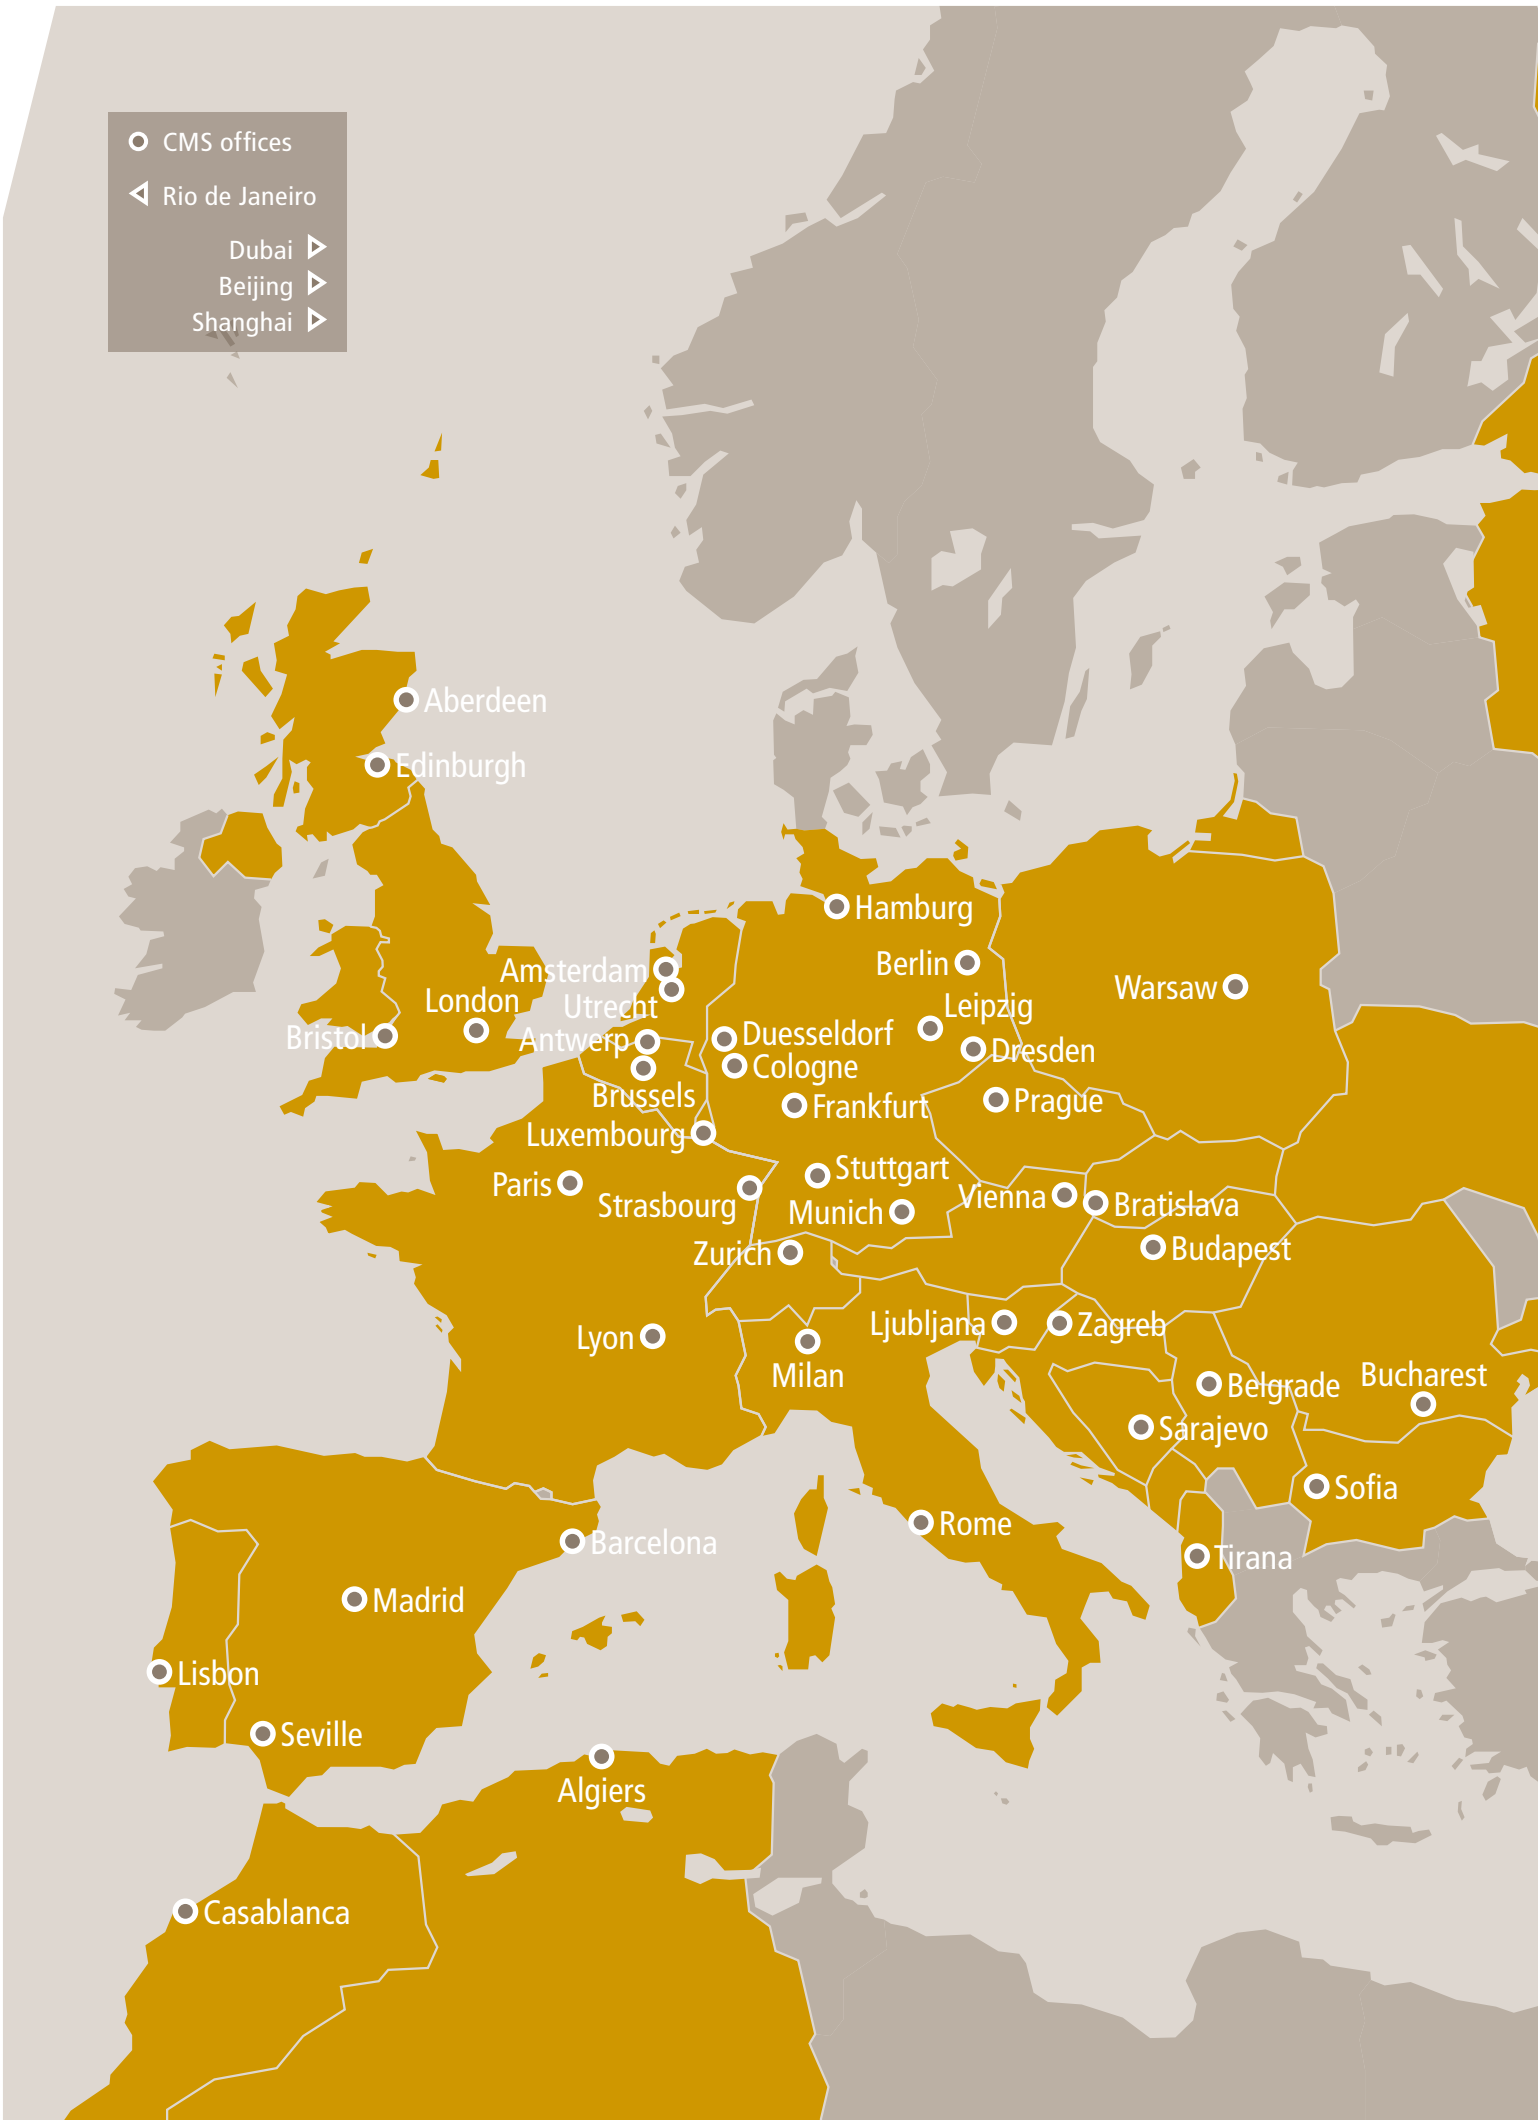 CMS offices
Rio de Janeiro
Dubai
Beijing
Shanghai
Aberdeen
Edinburgh
Hamburg
Berlin
Amsterdam
Warsaw
London
Utrecht
Leipzig
Bristol
Antwerp
Duesseldorf
Dresden
Cologne
Brussels
Frankfurt
Prague
Luxembourg
Stuttgart
Paris
Strasbourg
Munich
Vienna
Bratislava
Zurich
Budapest
Ljubljana
Zagreb
Lyon
Milan
Belgrade
Bucharest
Sarajevo
Sofia
Rome
Barcelona
Tirana
Madrid
Lisbon
Seville
Algiers
Casablanca